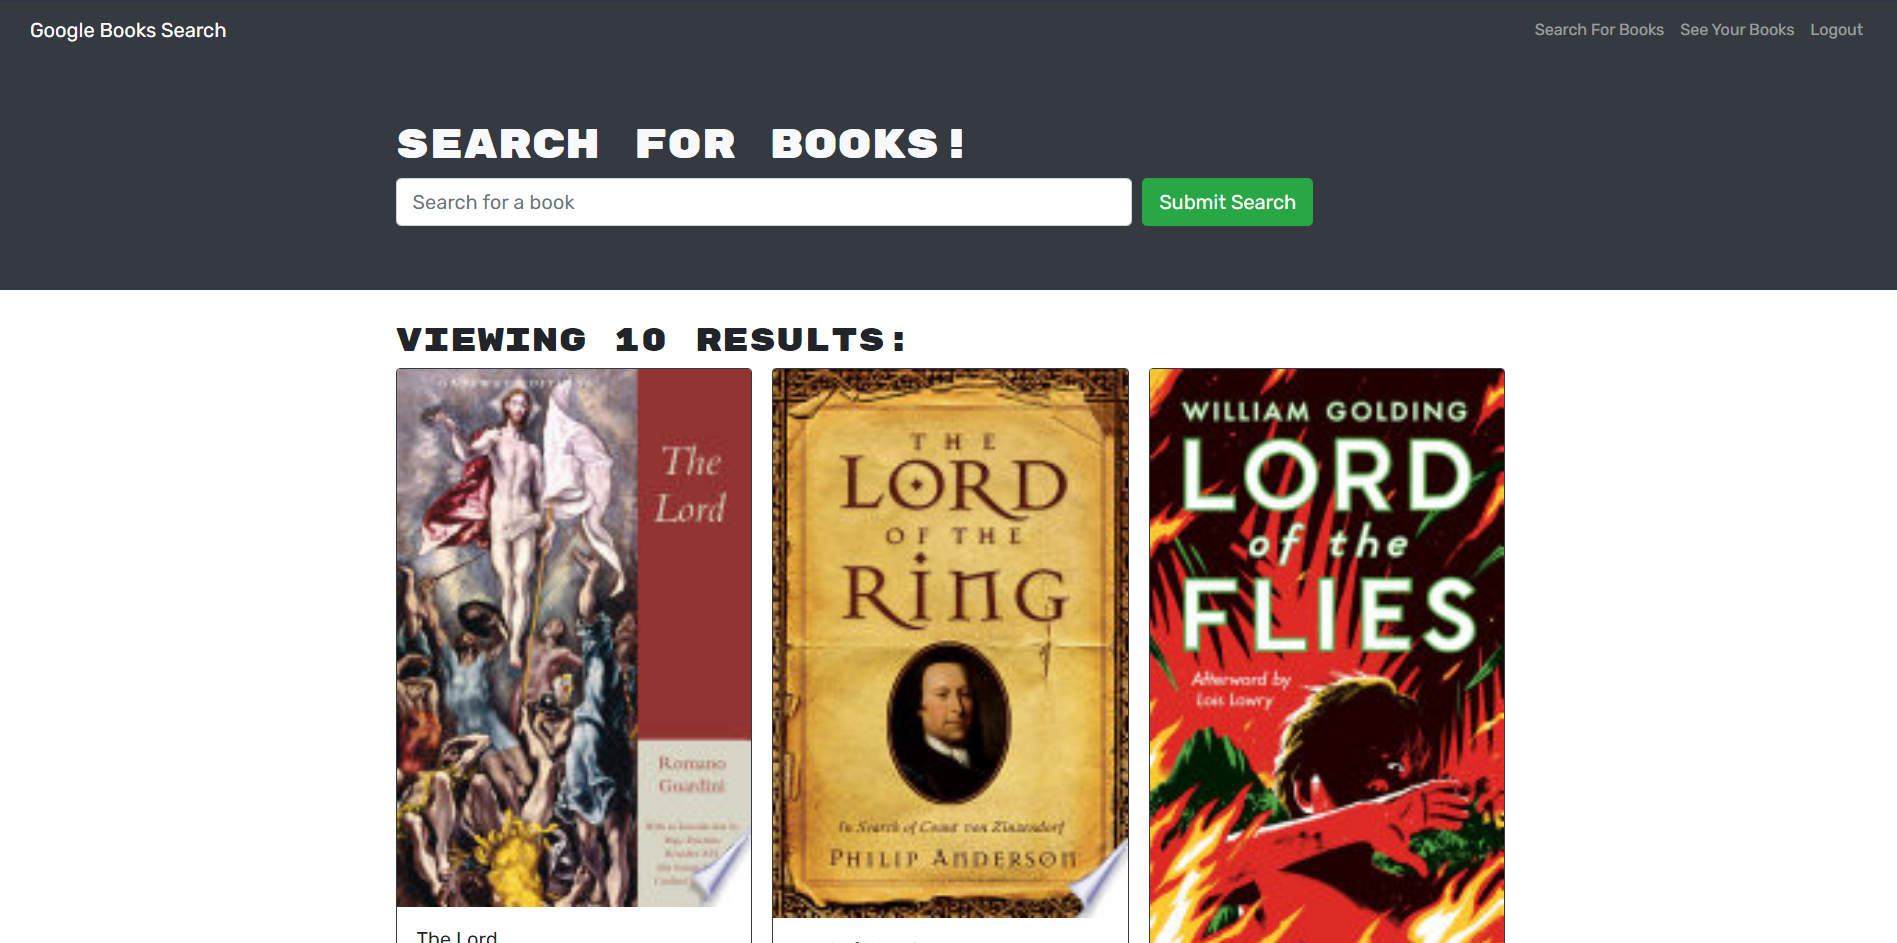 Google Books Search
Search For Books
See Your Books
Logout
SEARCH FOR BOOKS!
Search for a book
Submit Search
VIEWING 10 RESULTS:
The
Lord
Romano
Guardini
THE
LORD
OF THE
RING
In Search of Count von Zinzendorf
PHILIP ANDERSON
WILLIAM GOLDING
LORD
of the
FLIES
Afterword by
Lois Lowry
The Lord